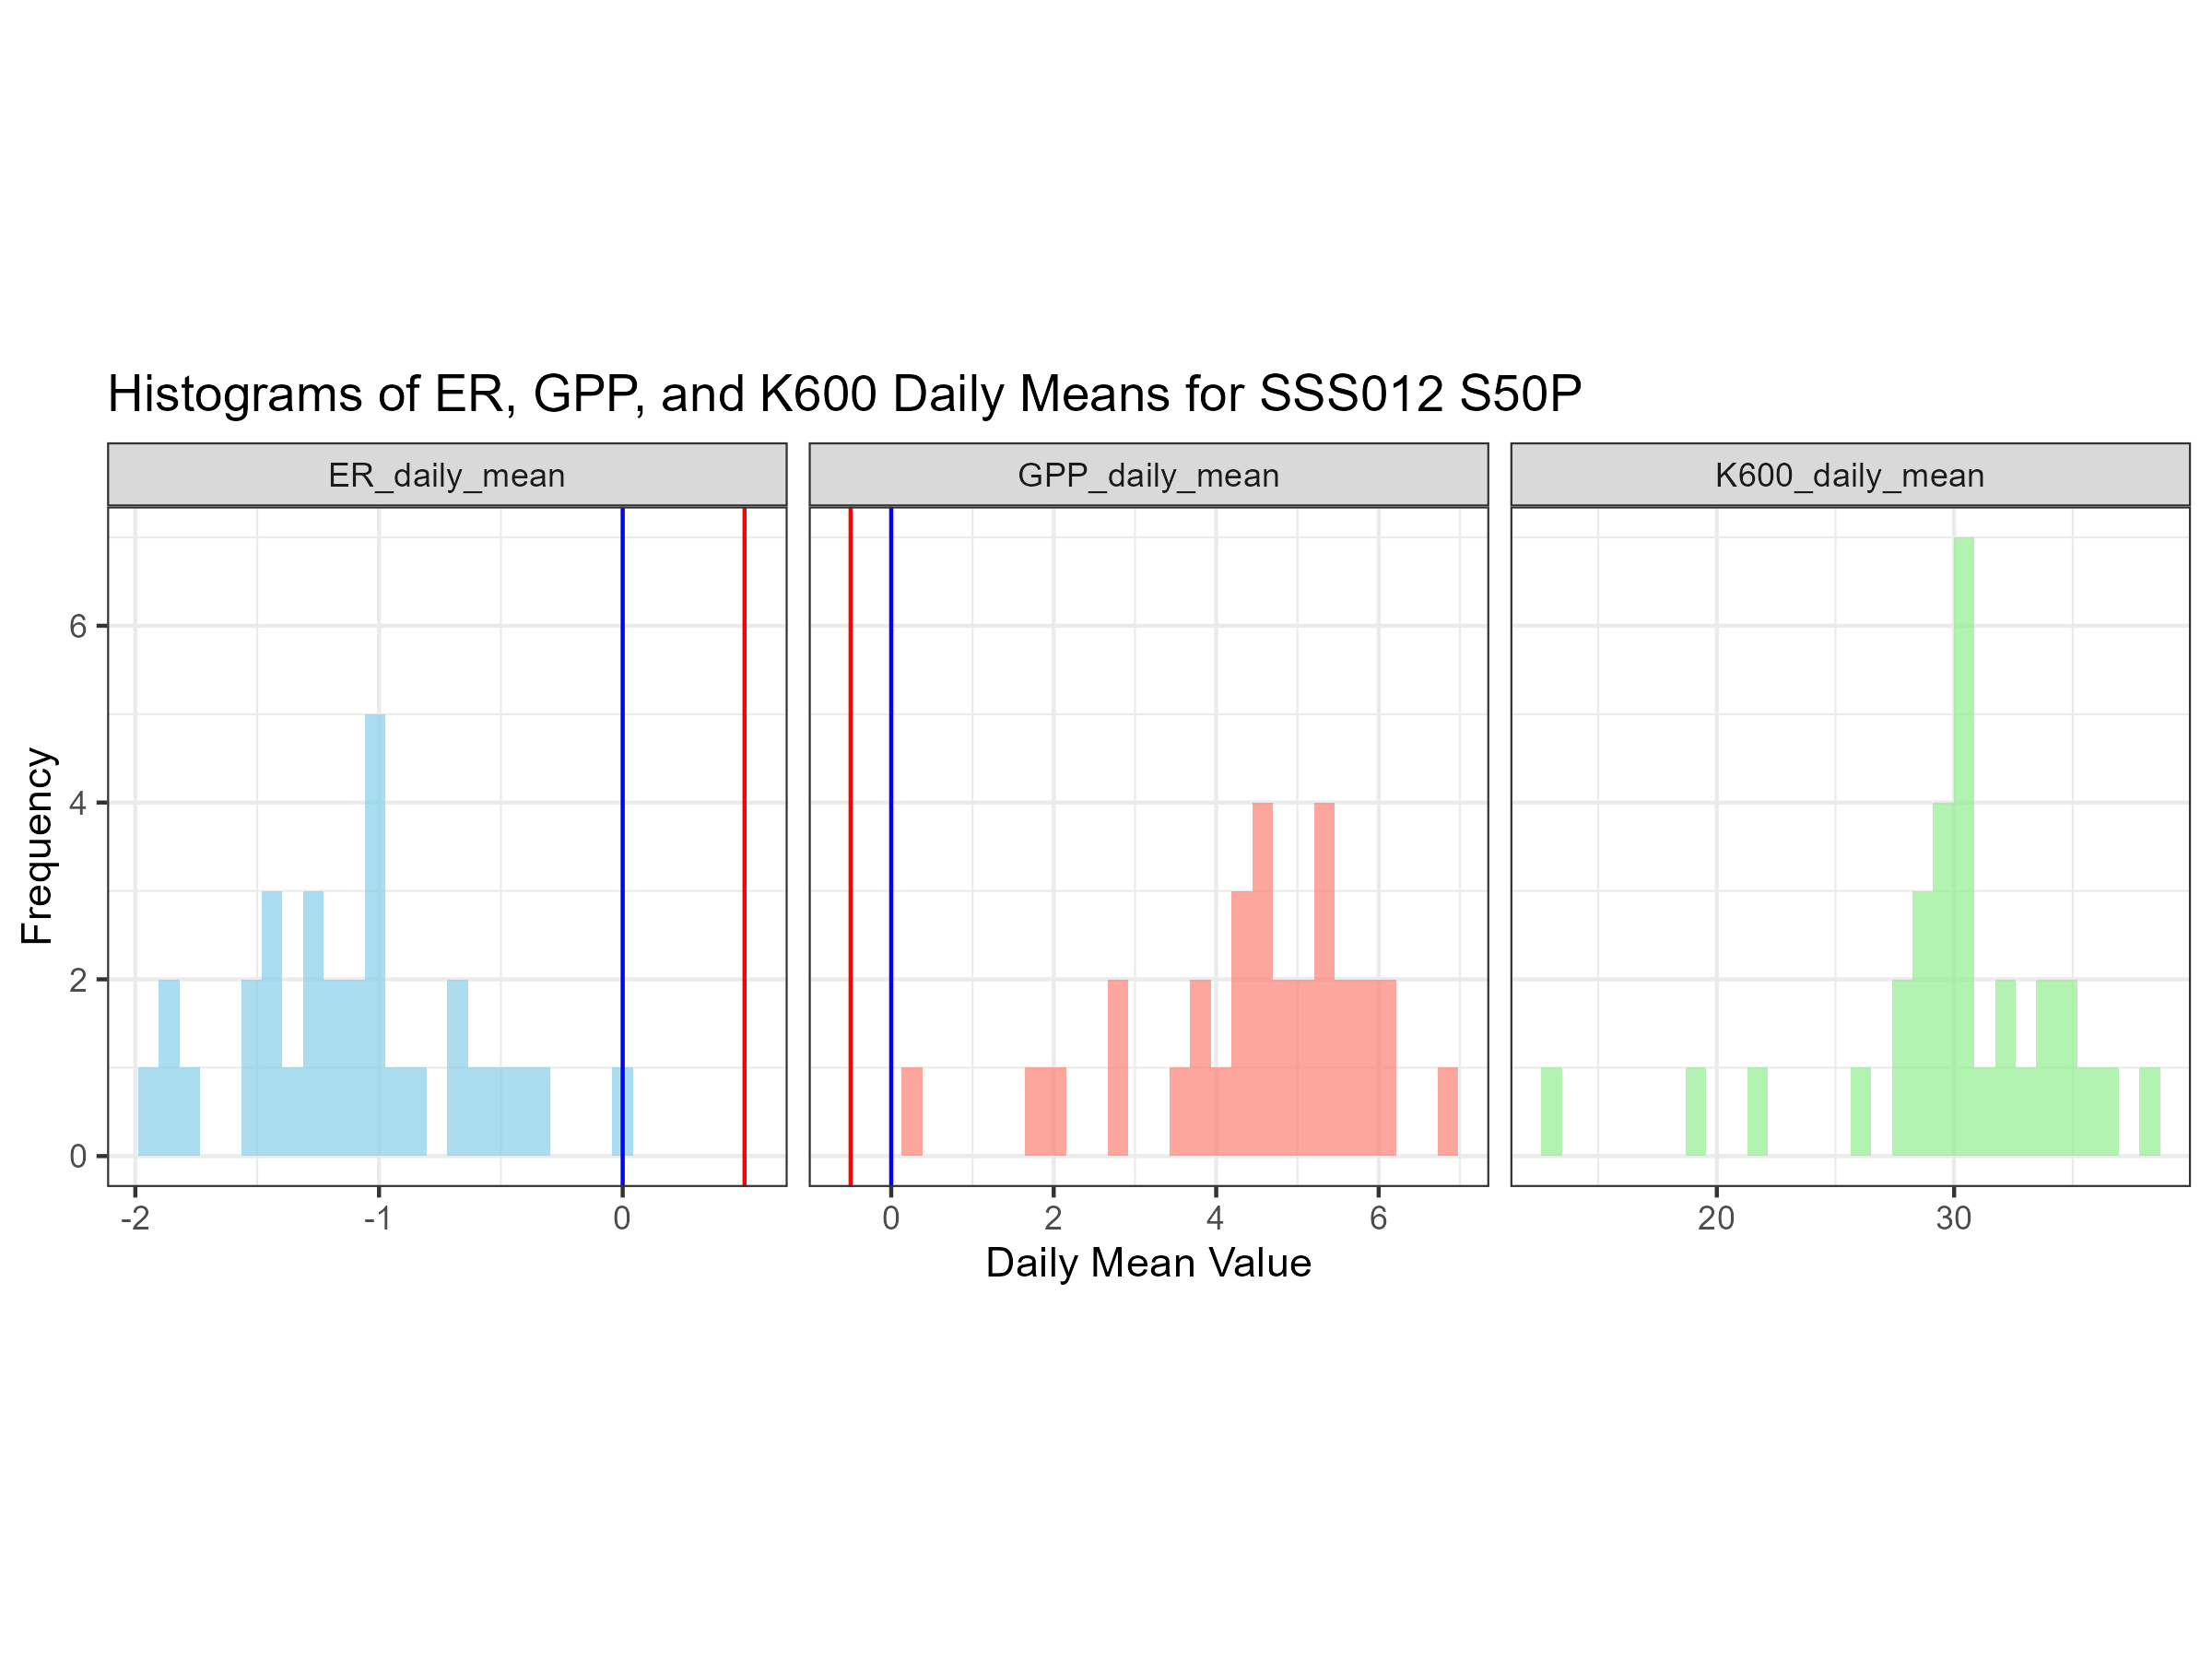 Histograms of ER, GPP, and K600 Daily Means for SSS012 S50P
ER_daily_mean
GPP_daily_mean
K600_daily_mean
Frequency
6
4
2
0
-2
-1
0
0
2
4
6
20
30
Daily Mean Value